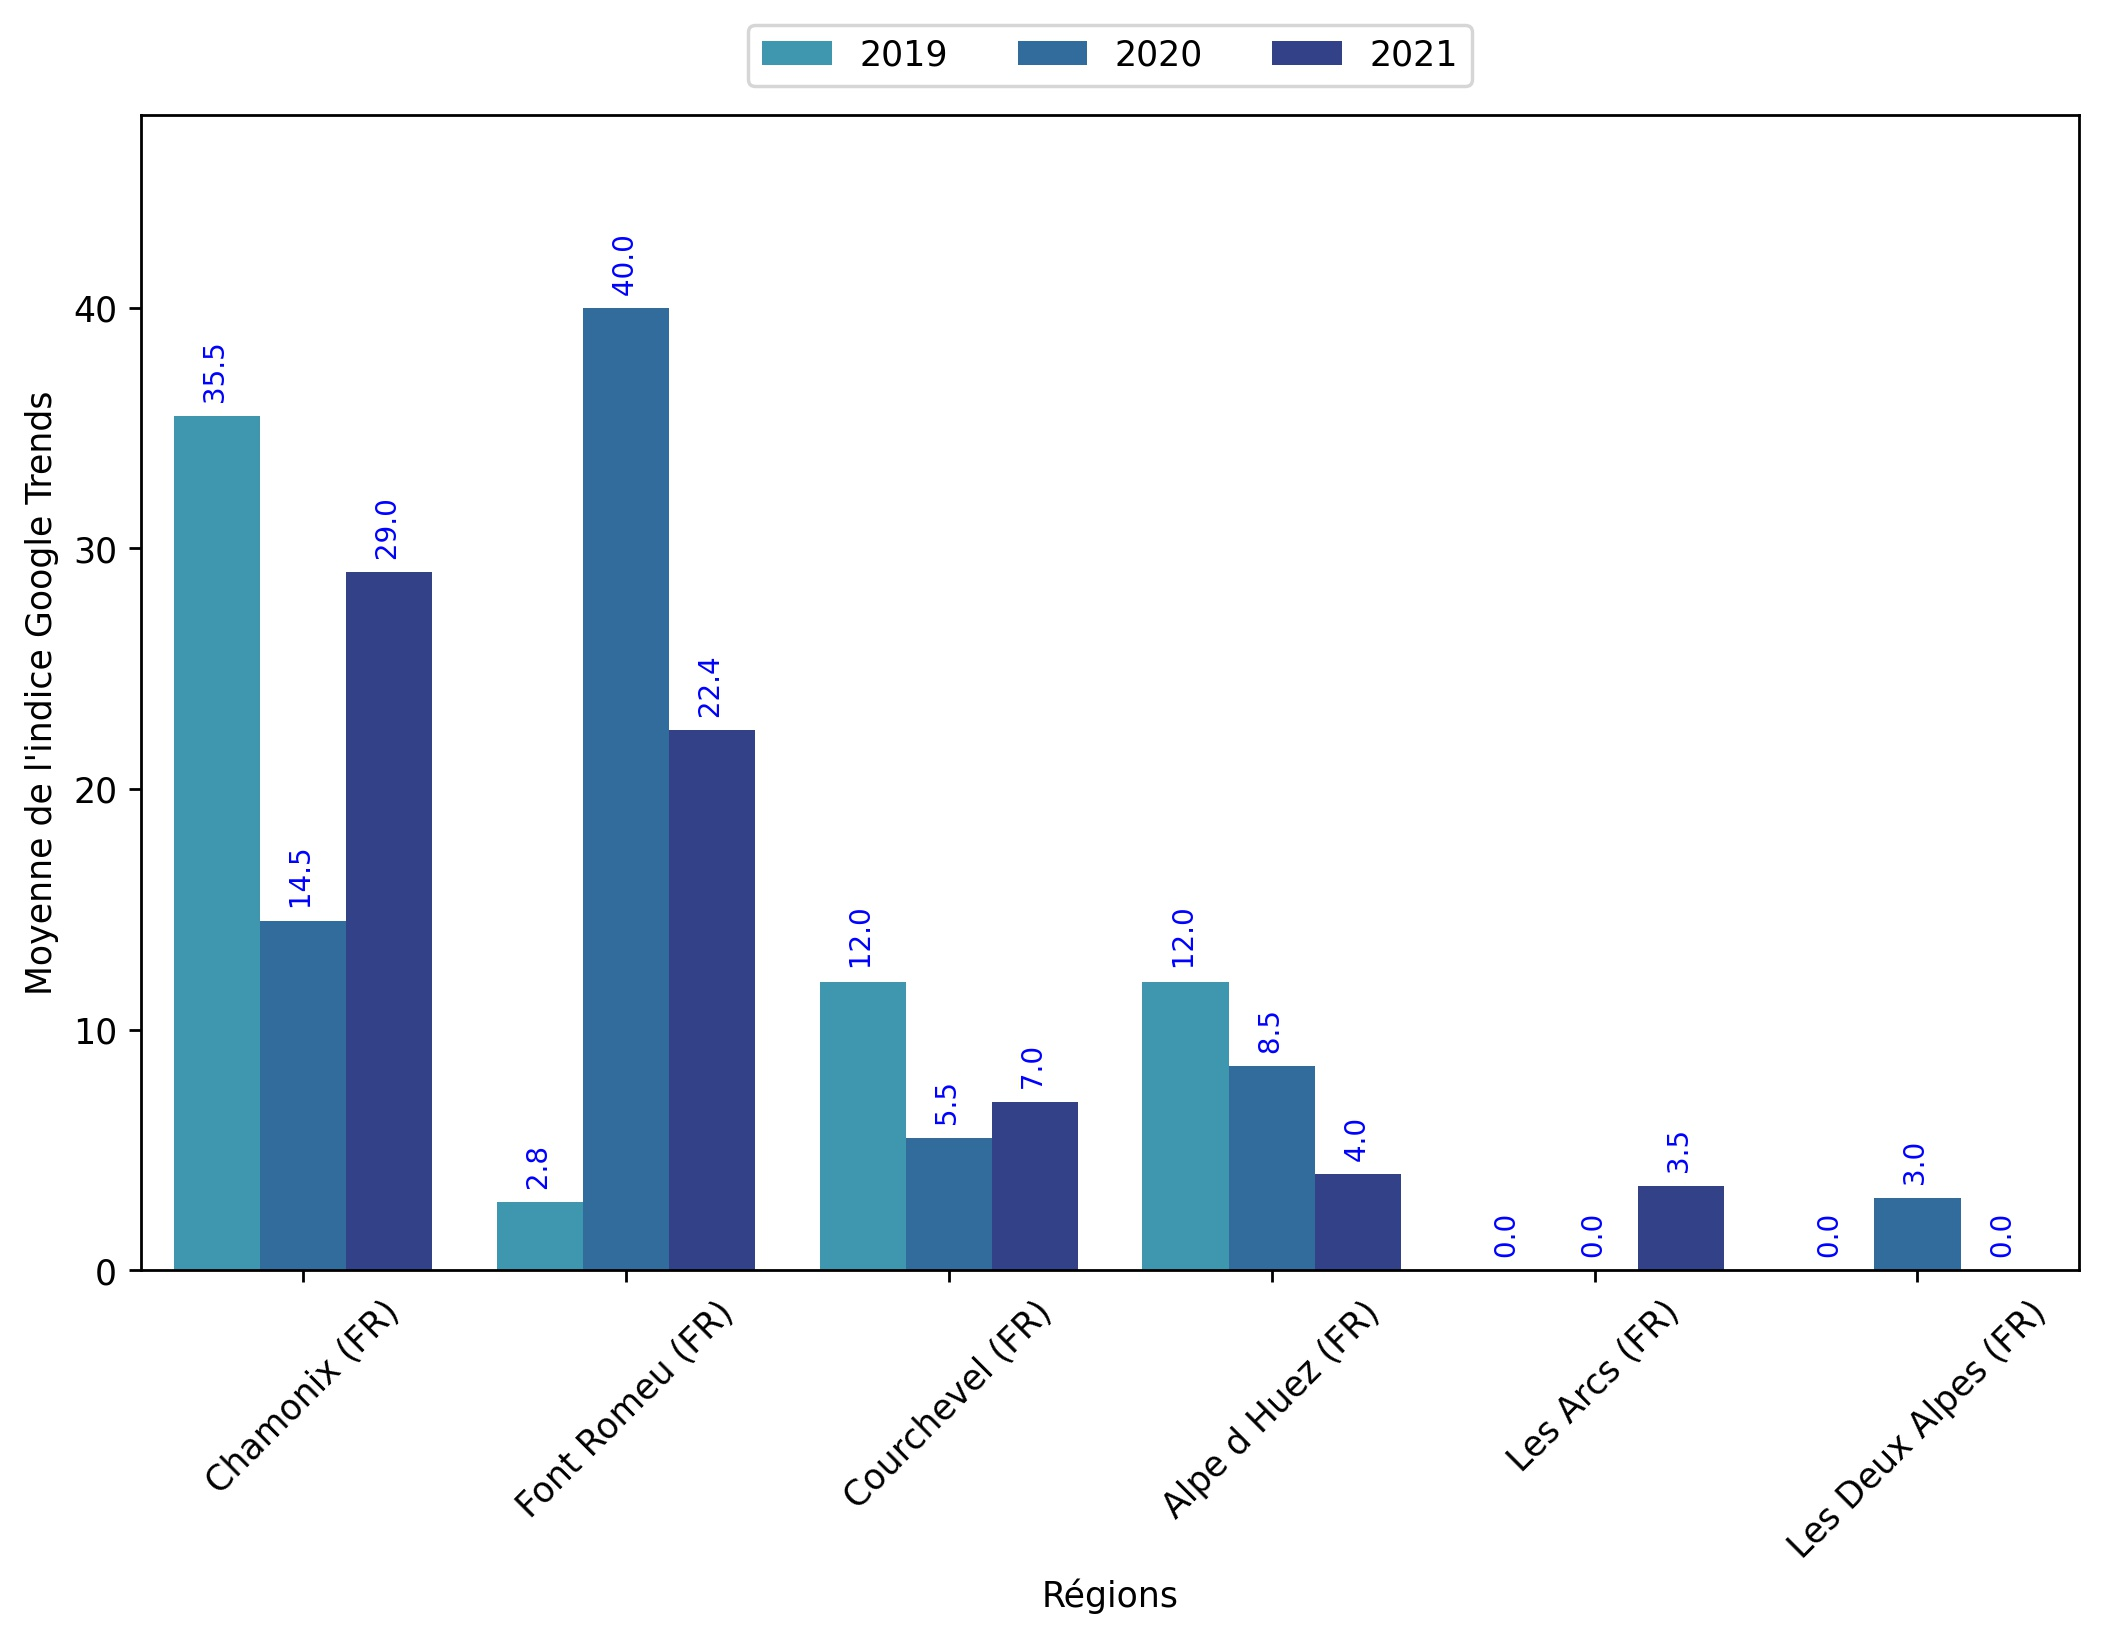 2019 2020 2021
Moyenne de l'indice Google Trends
40
30
20
10
0
35.5
14.5
29.0
2.8
40.0
22.4
12.0
5.5
7.0
12.0
8.5
4.0
0.0
0.0
3.5
0.0
3.0
0.0
Chamonix (FR)
Font Romeu (FR)
Courchevel (FR)
Alpe d Huez (FR)
Les Arcs (FR)
Les Deux Alpes (FR)
Régions